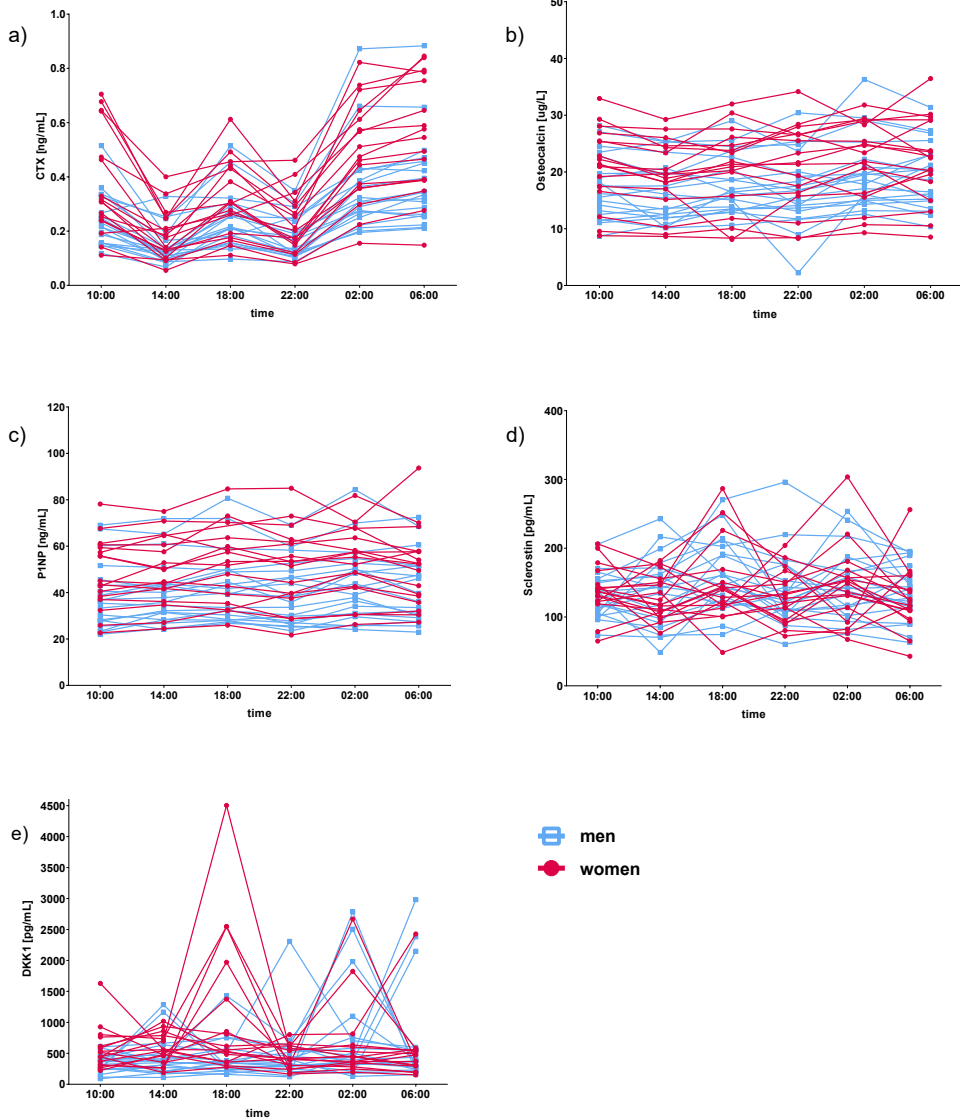 a)
CTX [ng/mL]
1.0
0.8
0.6
0.4
0.2
0.0
10:00 14:00 18:00 22:00 02:00 06:00
time
b)
Osteocalcin [ug/L]
50
40
30
20
10
0
10:00 14:00 18:00 22:00 02:00 06:00
time
c)
P1NP [ng/mL]
120
100
80
60
40
20
0
10:00 14:00 18:00 22:00 02:00 06:00
time
d)
Sclerostin [pg/mL]
400
300
200
100
0
10:00 14:00 18:00 22:00 02:00 06:00
time
e)
DKK1 [pg/mL]
4500
4000
3500
3000
2500
2000
1500
1000
500
0
10:00 14:00 18:00 22:00 02:00 06:00
time
men
women